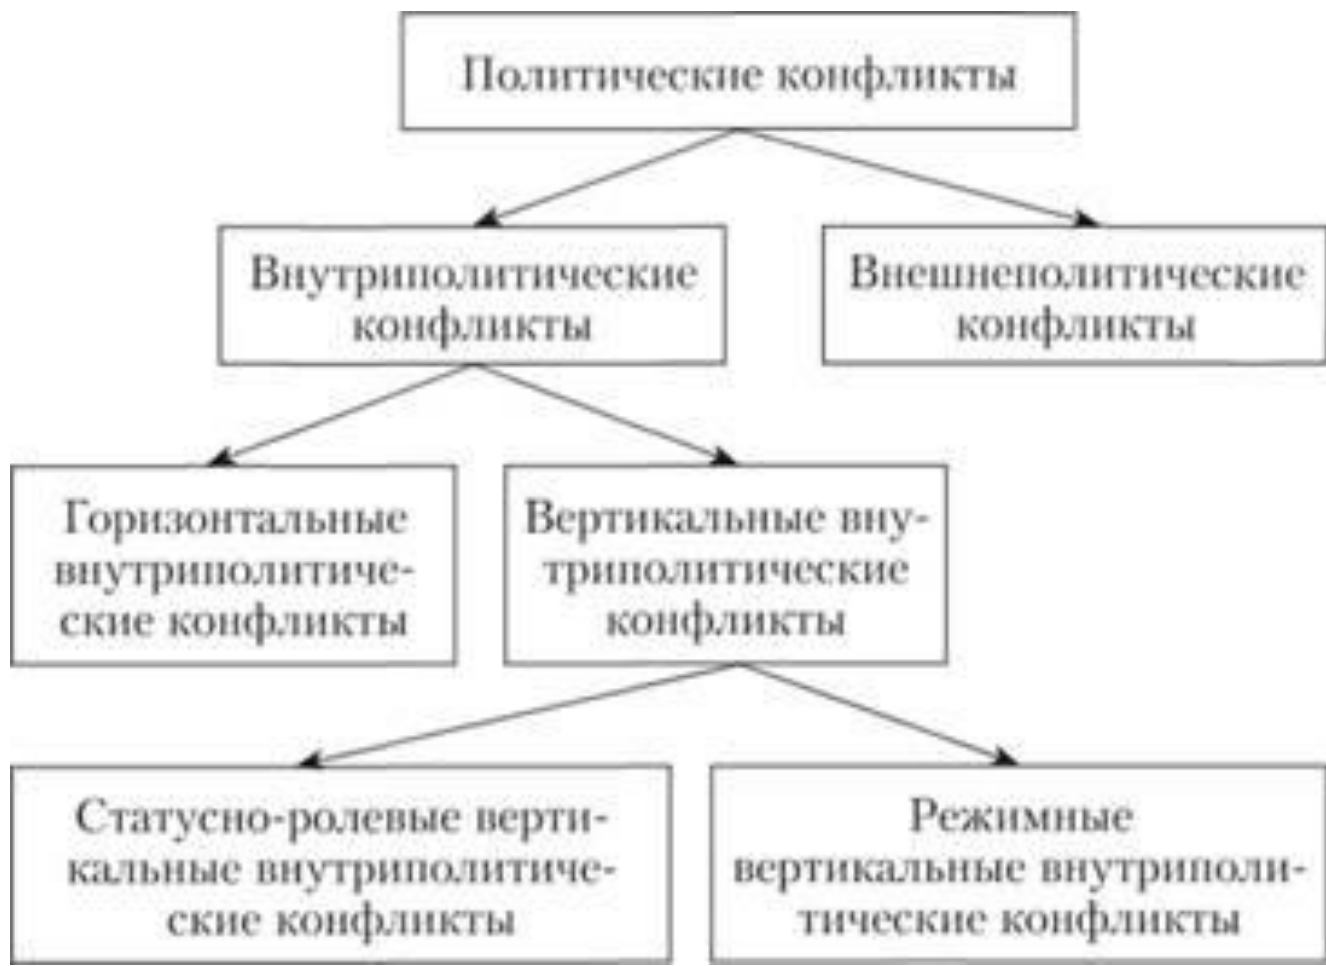 Политические конфликты
Внутриполитические
конфликты
Внешнеполитические
конфликты
Горизонтальные
внутриполитиче-
ские конфликты
Вертикальные вну-
триполитические
конфликты
Статусно-ролевые верти-
кальные внутриполитиче-
ские конфликты
Режимные
вертикальные внутриполи-
тические конфликты